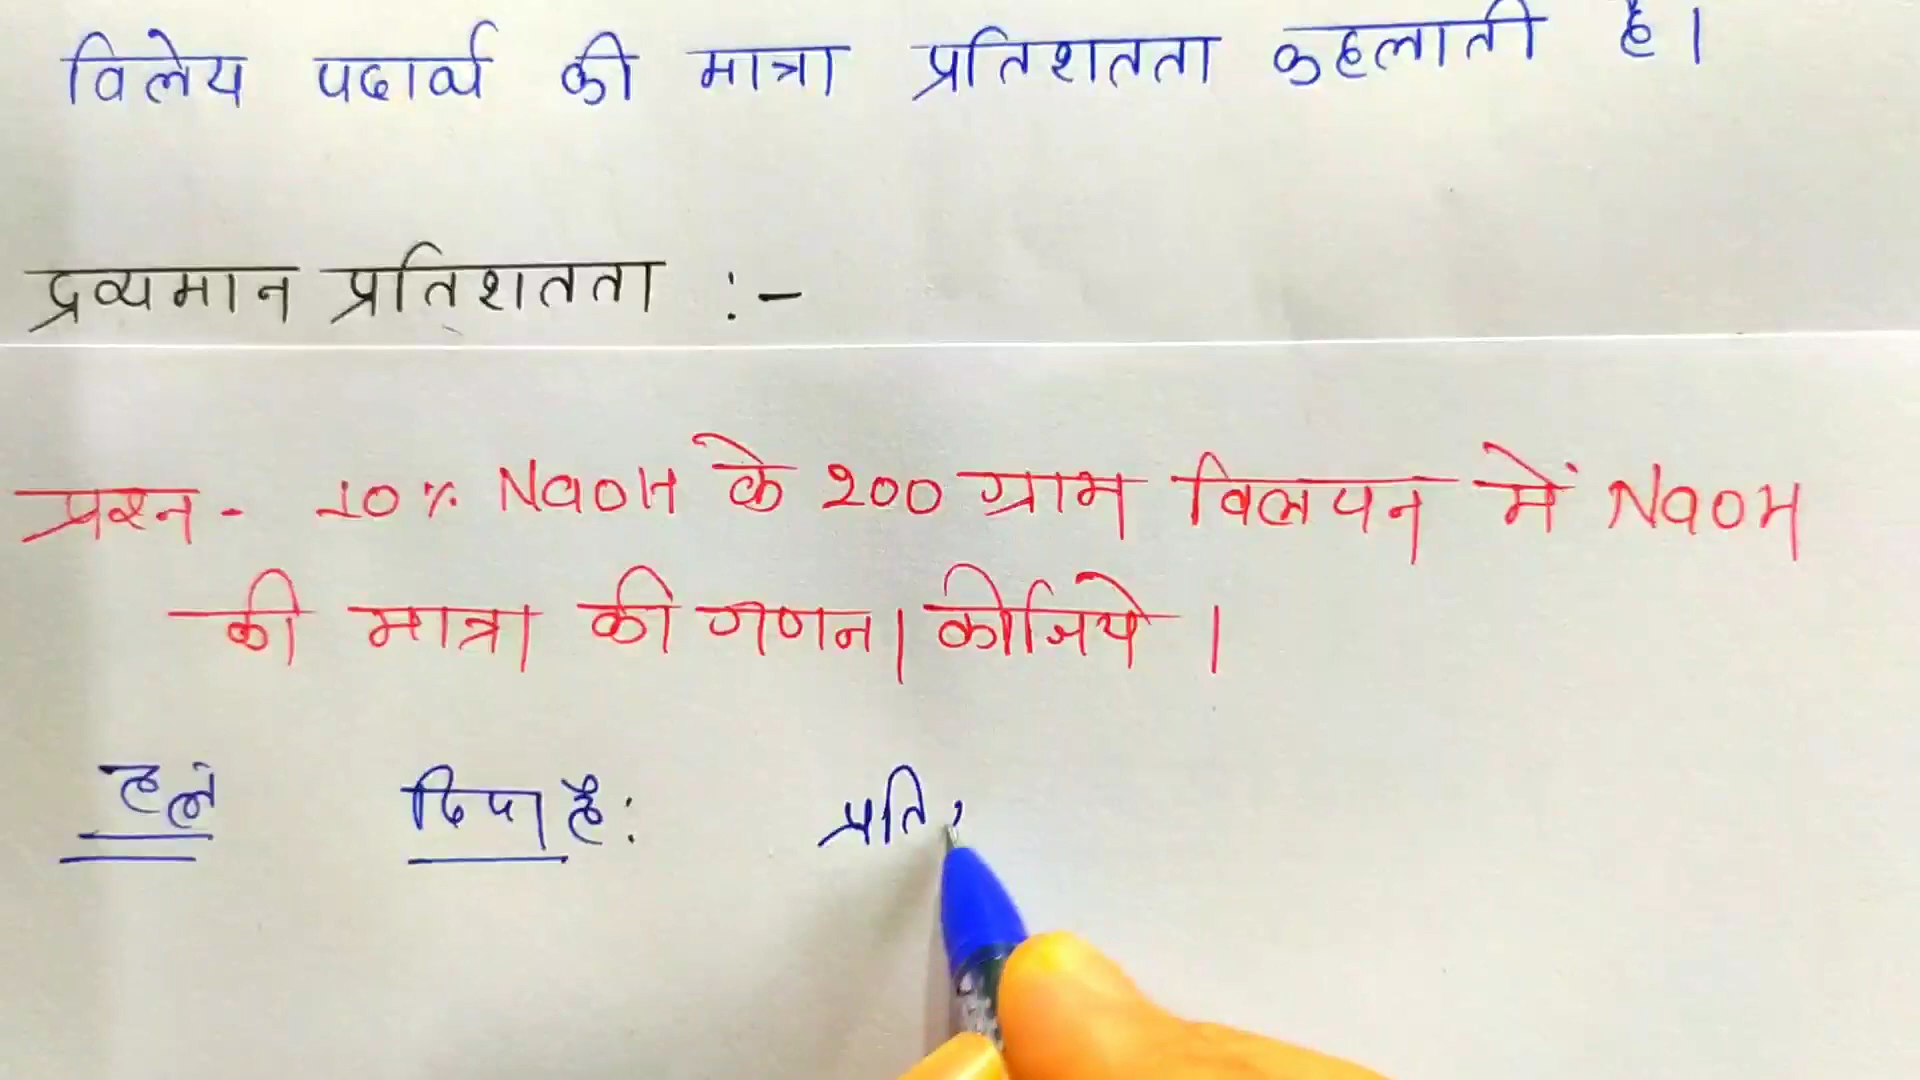 विलेय पदार्थ की मात्रा प्रतिशतता कहलाती है।
द्रव्यमान प्रतिशतता :-
प्रश्न - 10% NaOH के 200 ग्राम विलयन में NaOH
की मात्रा की गणना कीजिये।
हल दिया है: प्रति